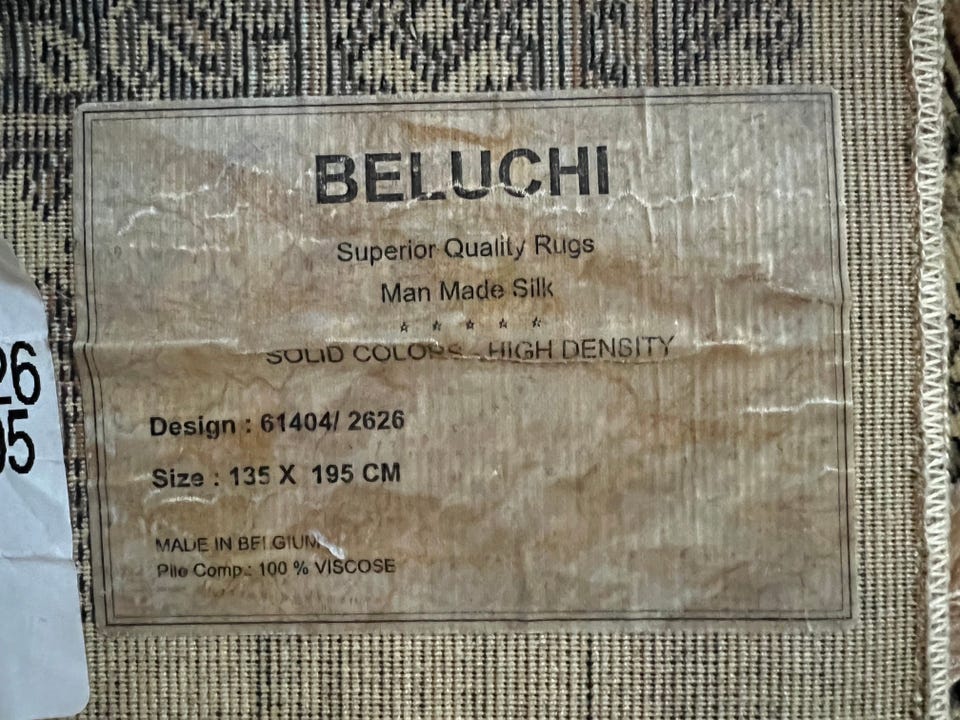 BELUCHI
Superior Quality Rugs
Man Made Silk
☆ ☆ ☆ ☆ ☆
SOLID COLORS HIGH DENSITY
Design : 61404/ 2626
Size : 135 X 195 CM
MADE IN BELGIUM
Pile Comp.: 100 % VISCOSE
26
5